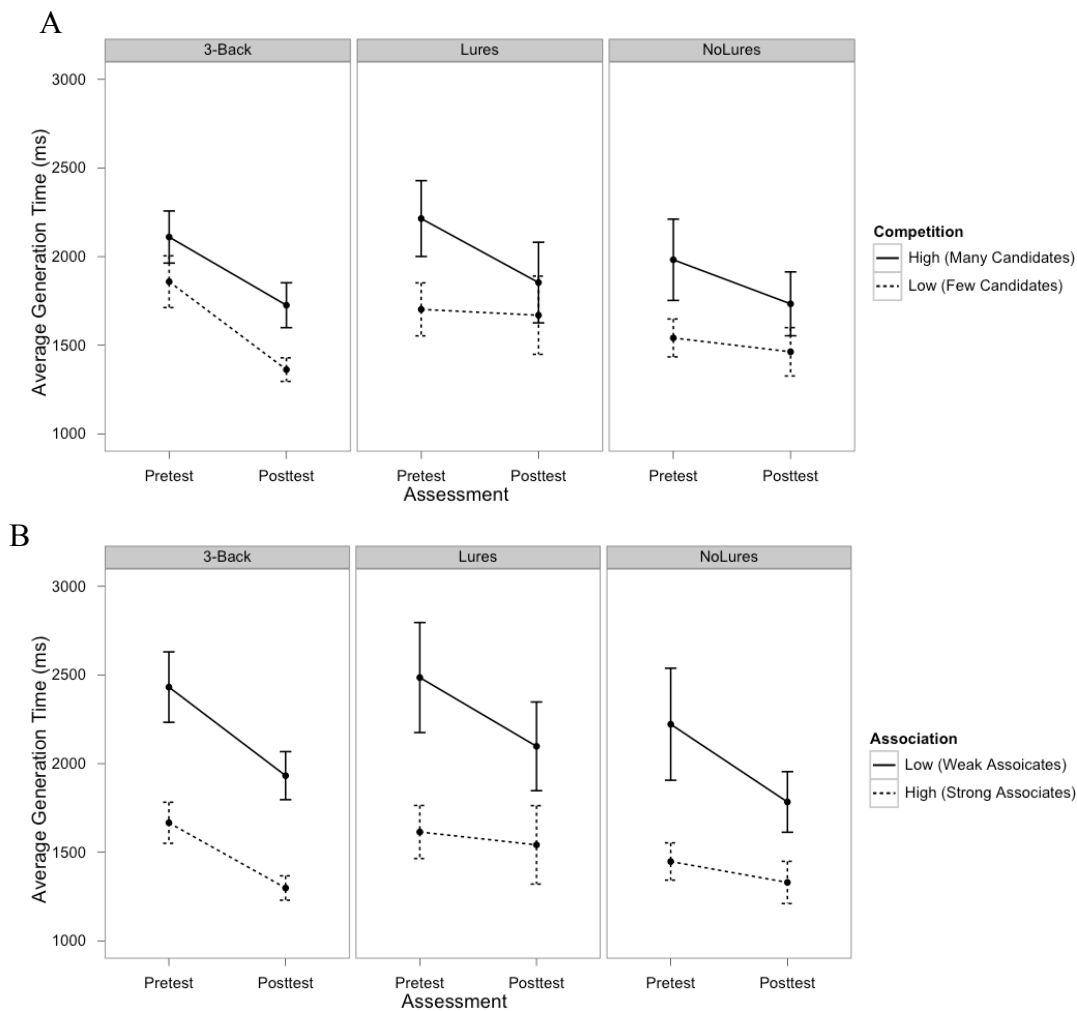 A
3-Back Lures NoLures
3000
2500
2000
1500
1000
Average Generation Time (ms)
Pretest Posttest Pretest Posttest Pretest Posttest
Assessment
Competition
High (Many Candidates)
Low (Few Candidates)
B
3-Back Lures NoLures
3000
2500
2000
1500
1000
Average Generation Time (ms)
Pretest Posttest Pretest Posttest Pretest Posttest
Assessment
Association
Low (Weak Assoicates)
High (Strong Associates)